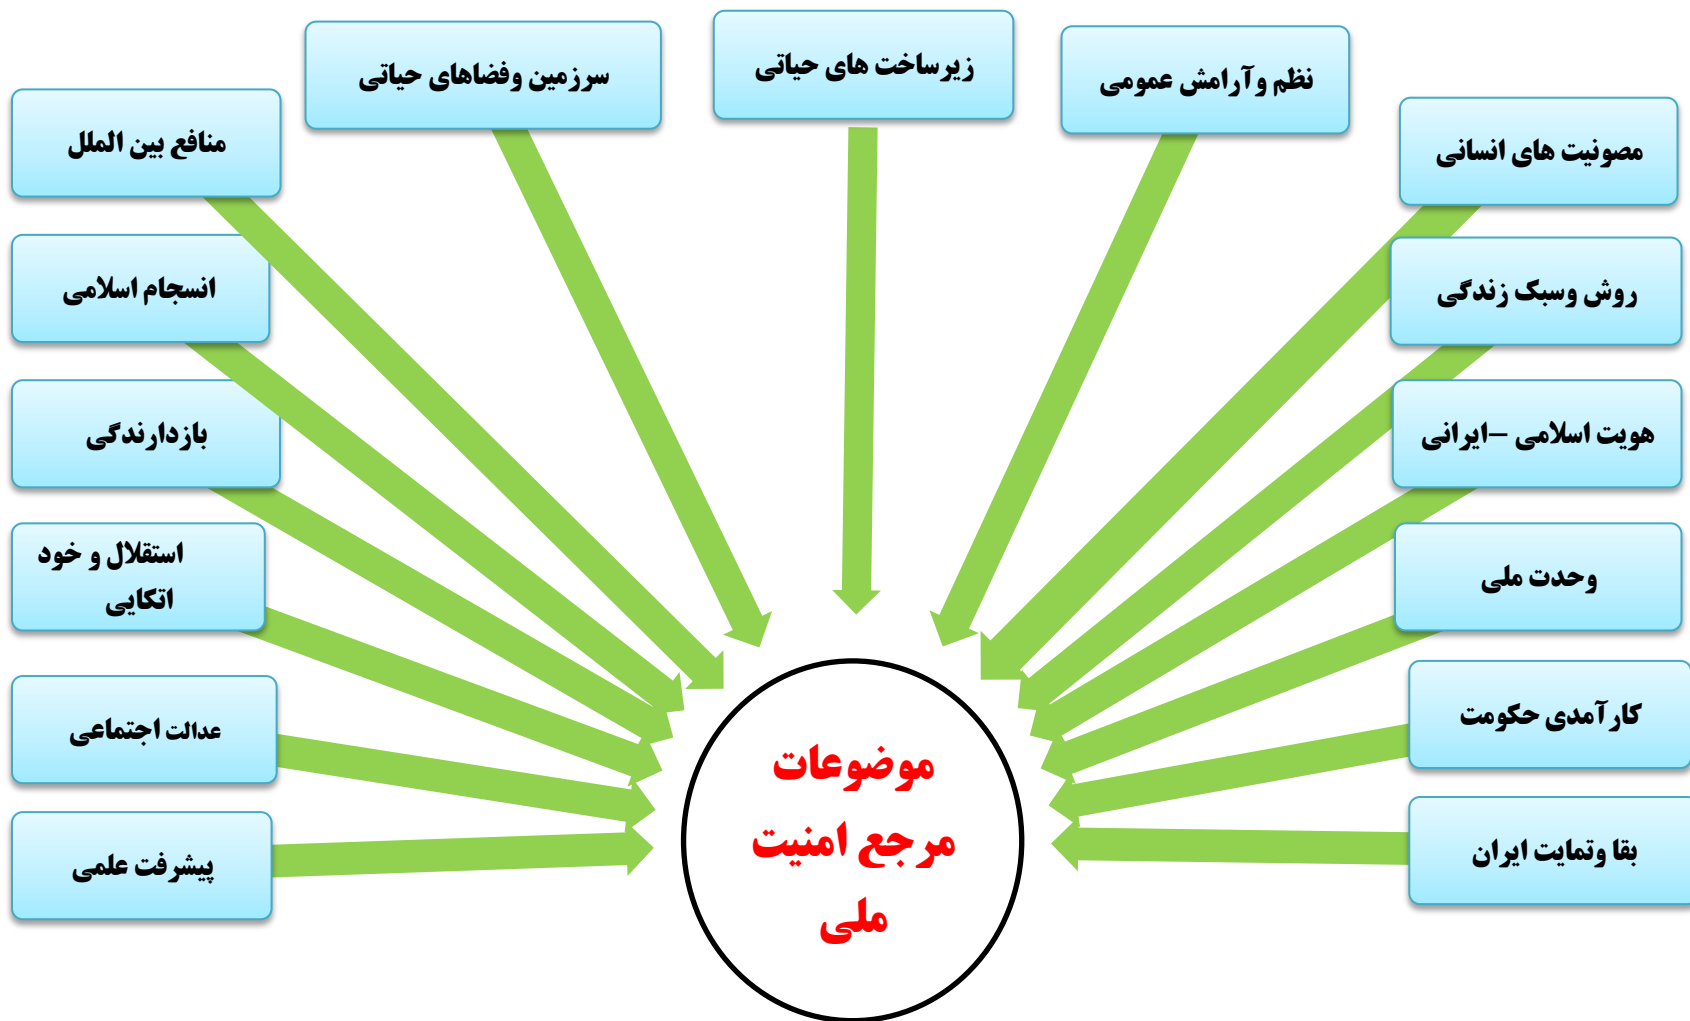 نظم وآرامش عمومی
زیرساخت های حیاتی
سرزمین وفضاهای حیاتی
مصونیت های انسانی
منافع بین الملل
روش وسبک زندگی
انسجام اسلامی
هویت اسلامی –ایرانی
بازدارندگی
وحدت ملی
استقلال و خود
اتکایی
کارآمدی حکومت
عدالت اجتماعی
بقا وتمایت ایران
پیشرفت علمی
موضوعات
مرجع امنیت
ملی